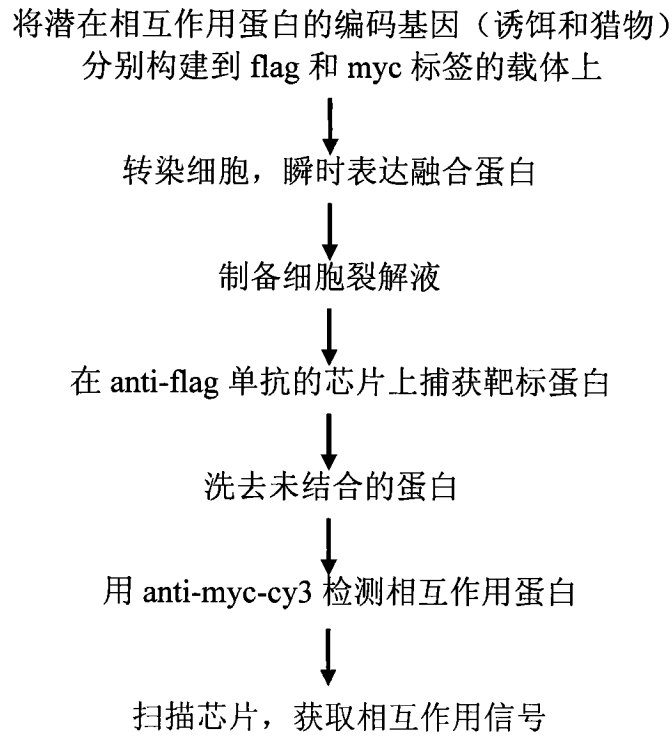 将潜在相互作用蛋白的编码基因（诱饵和猎物）
分别构建到 flag 和 myc 标签的载体上
转染细胞，瞬时表达融合蛋白
制备细胞裂解液
在 anti-flag 单抗的芯片上捕获靶标蛋白
洗去未结合的蛋白
用 anti-myc-cy3 检测相互作用蛋白
扫描芯片，获取相互作用信号